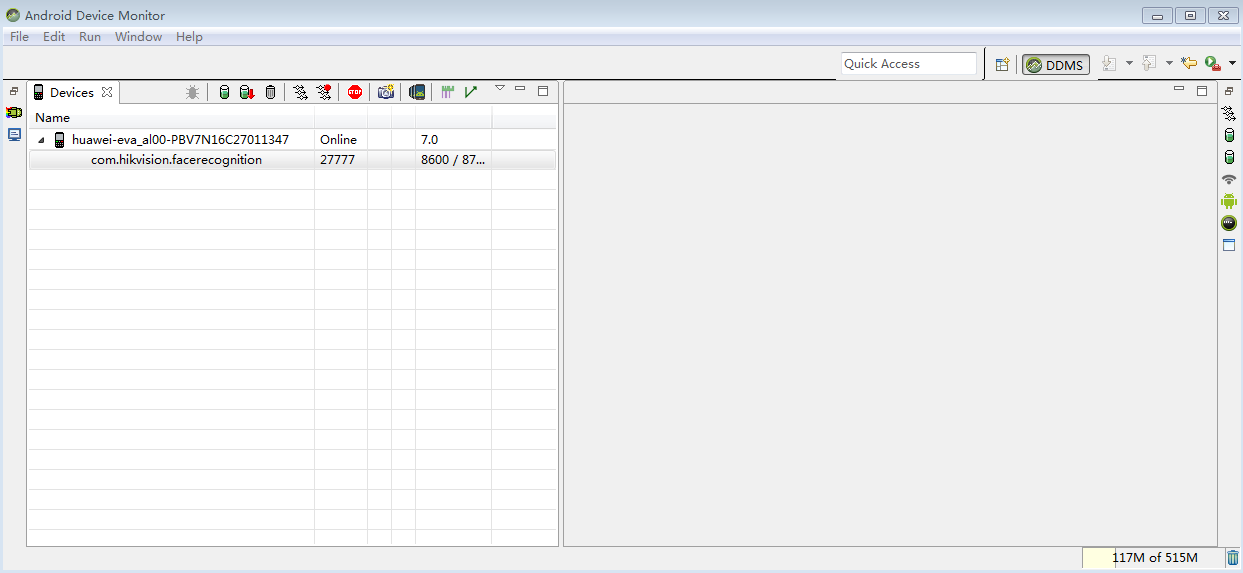 Android Device Monitor
File Edit Run Window Help
Quick Access
DDMS
Devices
Name
huawei-eva_al00-PBV7N16C27011347 Online 7.0
com.hikvision.facerecognition 27777 8600 / 87...
117M of 515M